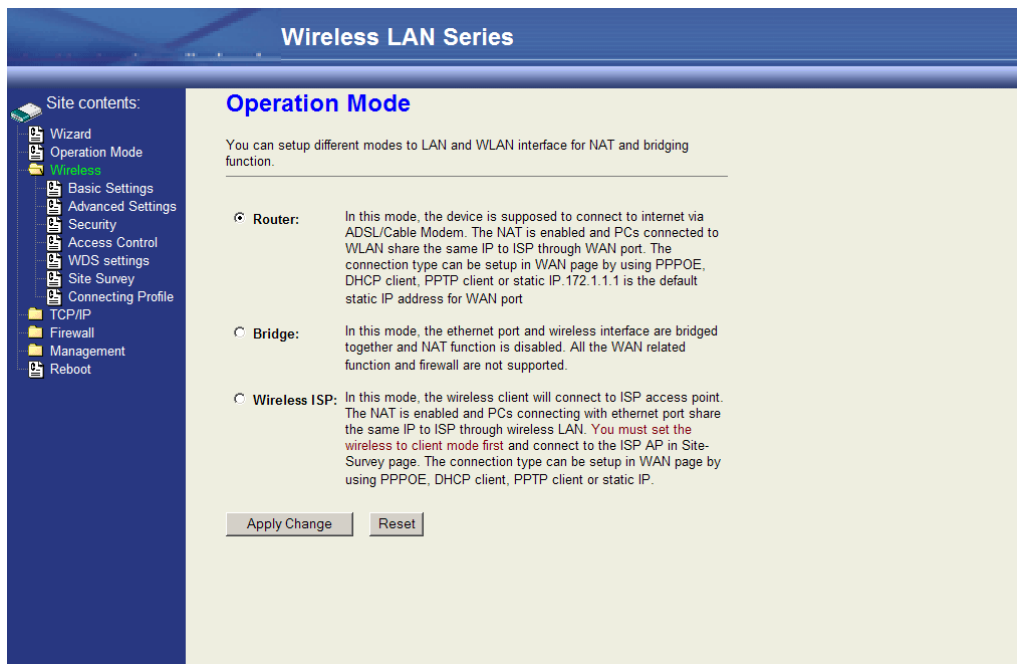 Wireless LAN Series
Site contents:
Wizard
Operation Mode
Wireless
Basic Settings
Advanced Settings
Security
Access Control
WDS settings
Site Survey
Connecting Profile
TCP/IP
Firewall
Management
Reboot
Operation Mode
You can setup different modes to LAN and WLAN interface for NAT and bridging
function.
Router:
In this mode, the device is supposed to connect to internet via
ADSL/Cable Modem. The NAT is enabled and PCs connected to
WLAN share the same IP to ISP through WAN port. The
connection type can be setup in WAN page by using PPPOE,
DHCP client, PPTP client or static IP.172.1.1.1 is the default
static IP address for WAN port
Bridge:
In this mode, the ethernet port and wireless interface are bridged
together and NAT function is disabled. All the WAN related
function and firewall are not supported.
Wireless ISP:
In this mode, the wireless client will connect to ISP access point.
The NAT is enabled and PCs connecting with ethernet port share
the same IP to ISP through wireless LAN. You must set the
wireless to client mode first and connect to the ISP AP in Site-
Survey page. The connection type can be setup in WAN page by
using PPPOE, DHCP client, PPTP client or static IP.
Apply Change
Reset